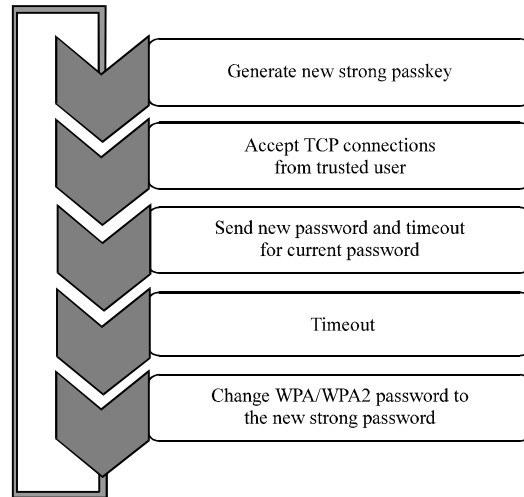 Generate new strong passkey
Accept TCP connections
from trusted user
Send new password and timeout
for current password
Timeout
Change WPA/WPA2 password to
the new strong password